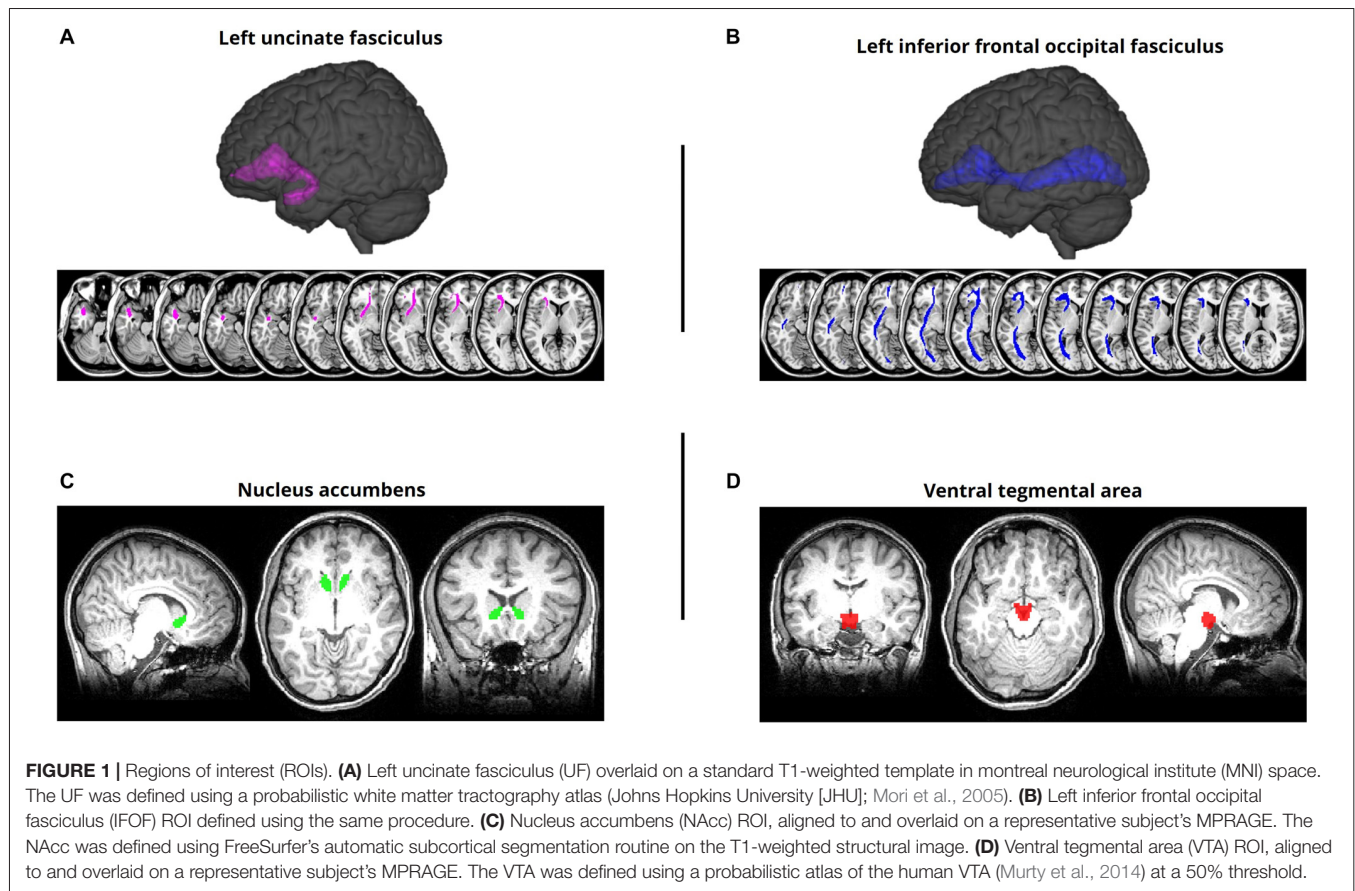 A
Left uncinate fasciculus
B
Left inferior frontal occipital fasciculus
C
Nucleus accumbens
D
Ventral tegmental area
FIGURE 1 | Regions of interest (ROIs). (A) Left uncinate fasciculus (UF) overlaid on a standard T1-weighted template in montreal neurological institute (MNI) space.
The UF was defined using a probabilistic white matter tractography atlas (Johns Hopkins University [JHU]; Mori et al., 2005). (B) Left inferior frontal occipital
fasciculus (IFOF) ROI defined using the same procedure. (C) Nucleus accumbens (NAcc) ROI, aligned to and overlaid on a representative subject's MPRAGE. The
NAcc was defined using FreeSurfer's automatic subcortical segmentation routine on the T1-weighted structural image. (D) Ventral tegmental area (VTA) ROI, aligned
to and overlaid on a representative subject's MPRAGE. The VTA was defined using a probabilistic atlas of the human VTA (Murty et al., 2014) at a 50% threshold.